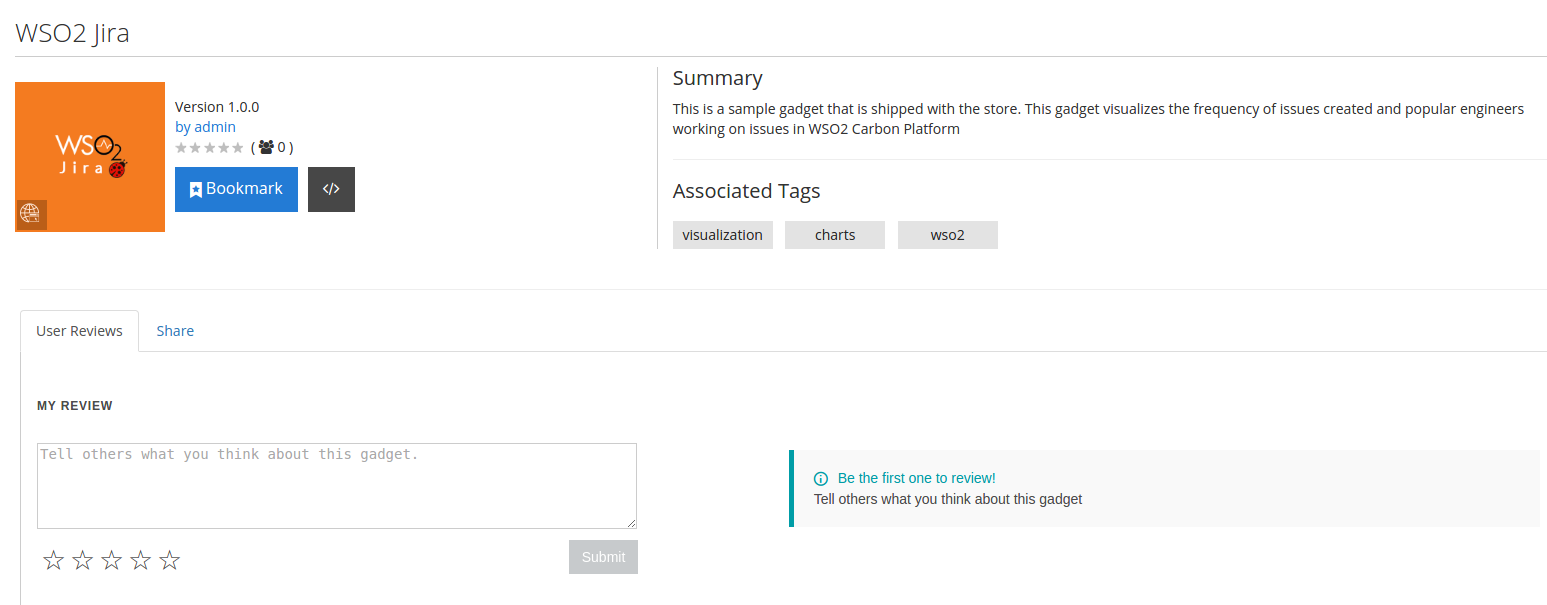 WSO2 Jira
WSO2
Jira
Version 1.0.0
by admin
( 0 )
Bookmark
</>
Summary
This is a sample gadget that is shipped with the store. This gadget visualizes the frequency of issues created and popular engineers
working on issues in WSO2 Carbon Platform
Associated Tags
visualization charts wso2
User Reviews Share
MY REVIEW
Tell others what you think about this gadget.
Submit
Be the first one to review!
Tell others what you think about this gadget